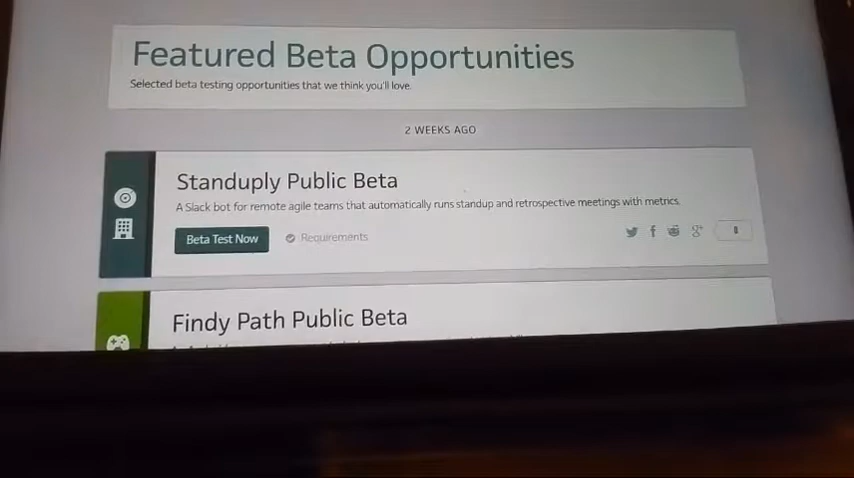 Featured Beta Opportunities
Selected beta testing opportunities that we think you'll love.
2 WEEKS AGO
Standuply Public Beta
A Slack bot for remote agile teams that automatically runs standup and retrospective meetings with metrics.
Beta Test Now
Requirements
Findy Path Public Beta